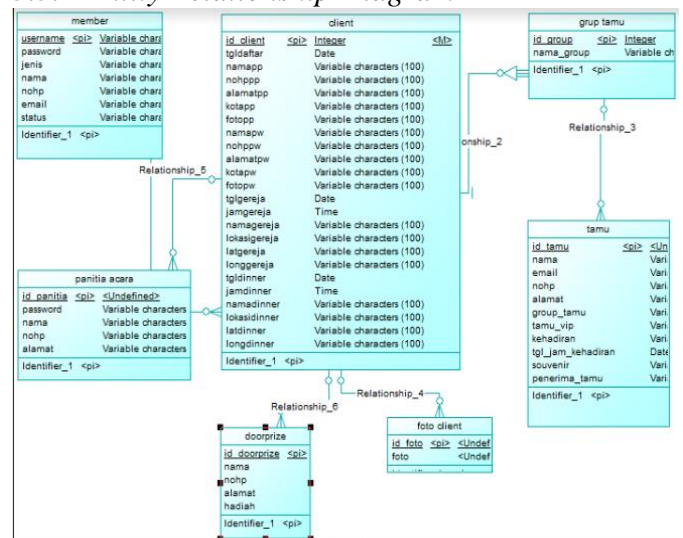 member
username <pi> Variable chara
password Variable chara
jenis Variable chara
nama Variable chara
nohp Variable chara
email Variable chara
status Variable chara
Identifier_1 <pi>
client
id_client <pi> Integer <M>
tgldaftar Date
namapp Variable characters (100)
nohppp Variable characters (100)
alamatpp Variable characters (100)
kotapp Variable characters (100)
fotopp Variable characters (100)
namapw Variable characters (100)
nohppw Variable characters (100)
alamatpw Variable characters (100)
kotapw Variable characters (100)
fotopw Variable characters (100)
tglgereja Date
jamgereja Time
namagereja Variable characters (100)
lokasigereja Variable characters (100)
latgereja Variable characters (100)
longgereja Variable characters (100)
tgldinner Date
jamdinner Time
namadinner Variable characters (100)
lokasidinner Variable characters (100)
latdinner Variable characters (100)
longdinner Variable characters (100)
Identifier_1 <pi>
grup tamu
id_group <pi> Integer
nama_group Variable ch
Identifier_1 <pi>
onship_2
Relationship_3
Relationship_5
panitia acara
id_panitia <pi> <Undefined>
password Variable characters
nama Variable characters
nohp Variable characters
alamat Variable characters
Identifier_1 <pi>
tamu
id_tamu <pi> <Un
nama Vari
email Vari
nohp Vari
alamat Vari
group_tamu Vari
tamu_vip Vari
kehadiran Vari
tgl_jam_kehadiran Date
souvenir Vari
penerima_tamu Vari
Identifier_1 <pi>
Relationship_4
Relationship_6
doorprize
id_doorprize <pi>
nama
nohp
alamat
hadiah
Identifier_1 <pi>
foto client
id_foto <pi> <Undef
foto <Undef